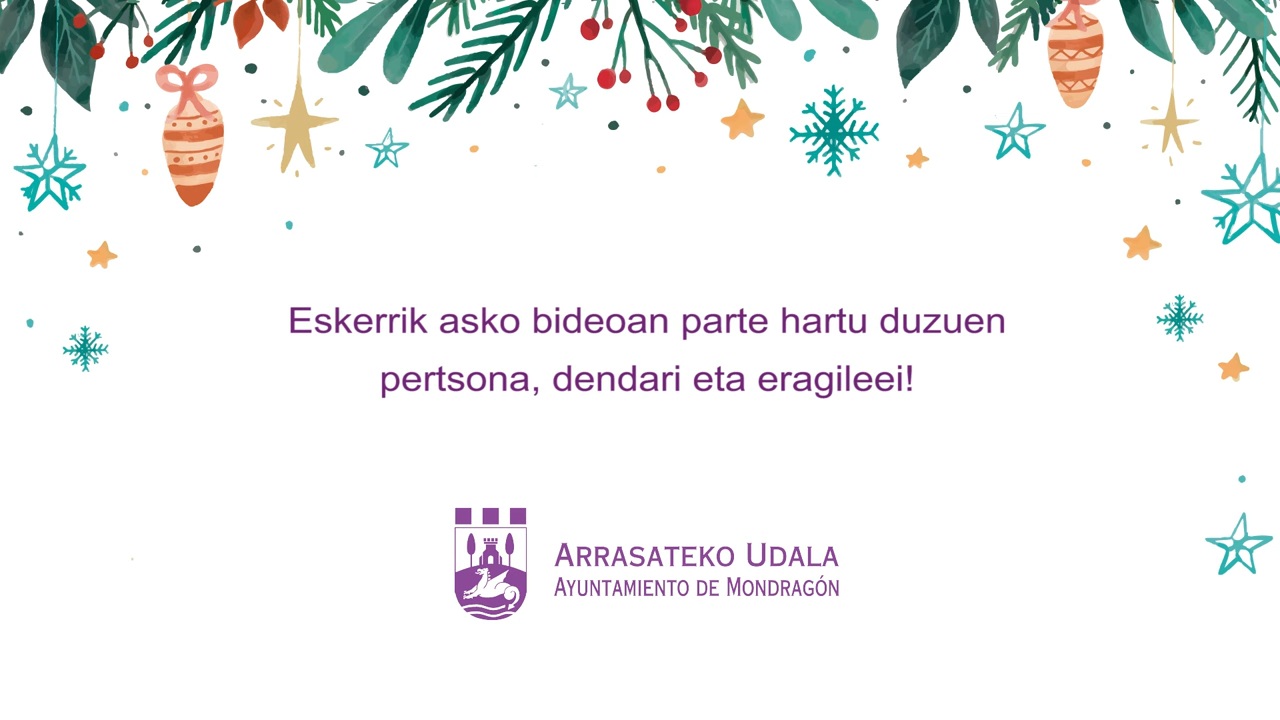 Eskerrik asko bideoan parte hartu duzuen
pertsona, dendari eta eragileei!
ARRASATEKO UDALA
AYUNTAMIENTO DE MONDRAGÓN